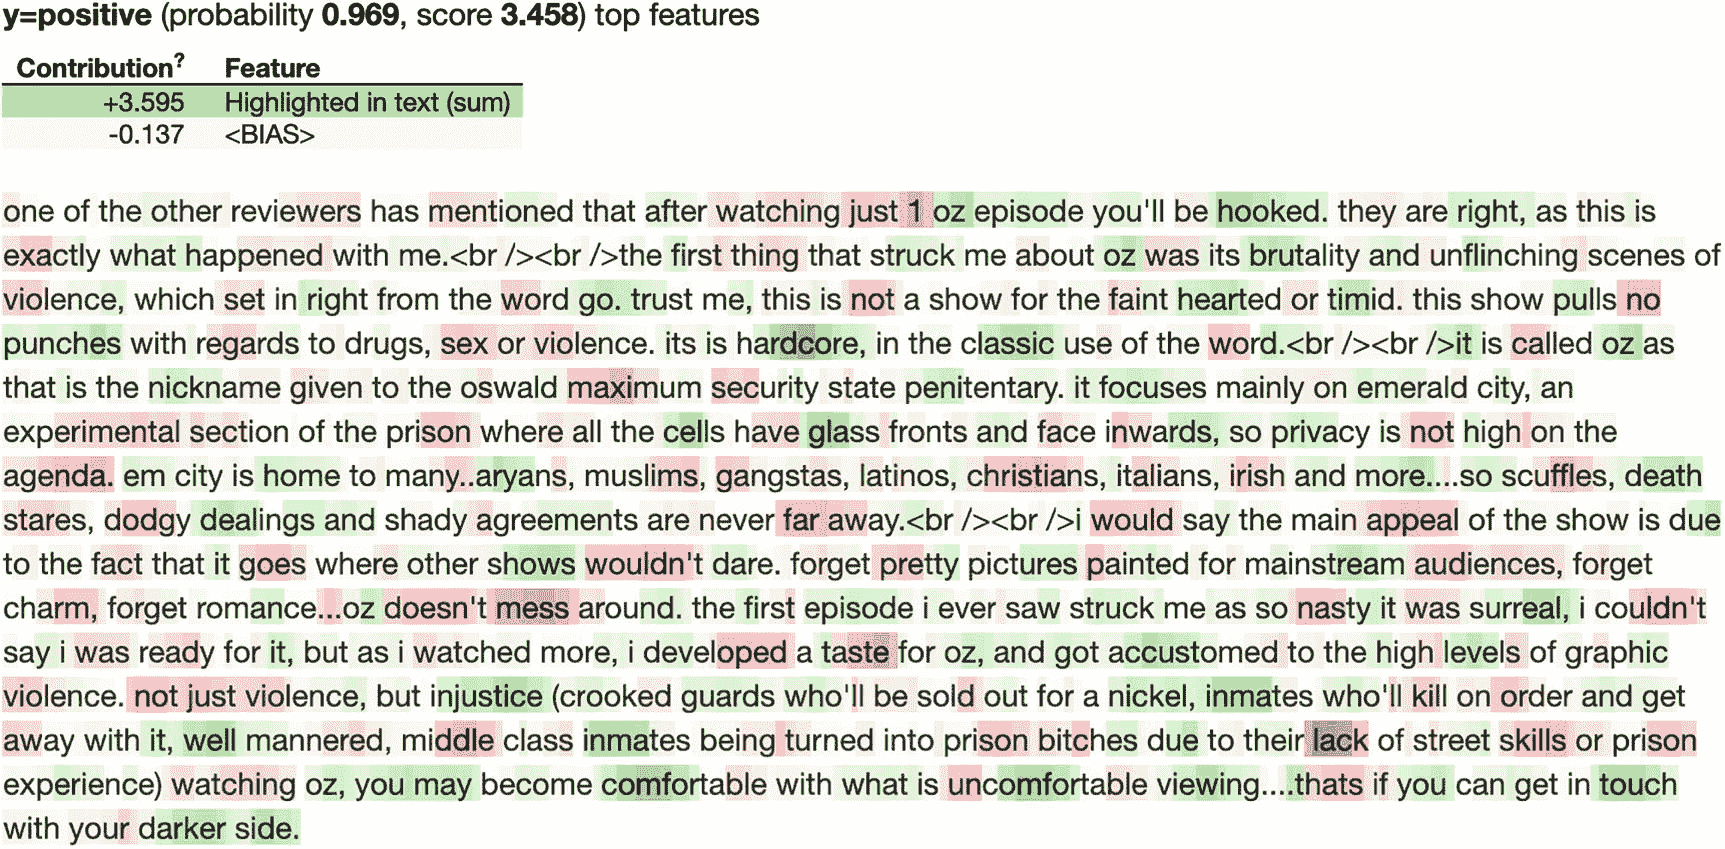 y=positive (probability 0.969, score 3.458) top features
Contribution? Feature
+3.595 Highlighted in text (sum)
-0.137 <BIAS>
one of the other reviewers has mentioned that after watching just 1 oz episode you'll be hooked. they are right, as this is
exactly what happened with me.<br /><br />the first thing that struck me about oz was its brutality and unflinching scenes of
violence, which set in right from the word go. trust me, this is not a show for the faint hearted or timid. this show pulls no
punches with regards to drugs, sex or violence. its is hardcore, in the classic use of the word.<br /><br />it is called oz as
that is the nickname given to the oswald maximum security state penitentary. it focuses mainly on emerald city, an
experimental section of the prison where all the cells have glass fronts and face inwards, so privacy is not high on the
agenda. em city is home to many..aryans, muslims, gangstas, latinos, christians, italians, irish and more....so scuffles, death
stares, dodgy dealings and shady agreements are never far away.<br /><br />i would say the main appeal of the show is due
to the fact that it goes where other shows wouldn't dare. forget pretty pictures painted for mainstream audiences, forget
charm, forget romance...oz doesn't mess around. the first episode i ever saw struck me as so nasty it was surreal, i couldn't
say i was ready for it, but as i watched more, i developed a taste for oz, and got accustomed to the high levels of graphic
violence. not just violence, but injustice (crooked guards who'll be sold out for a nickel, inmates who'll kill on order and get
away with it, well mannered, middle class inmates being turned into prison bitches due to their lack of street skills or prison
experience) watching oz, you may become comfortable with what is uncomfortable viewing....thats if you can get in touch
with your darker side.